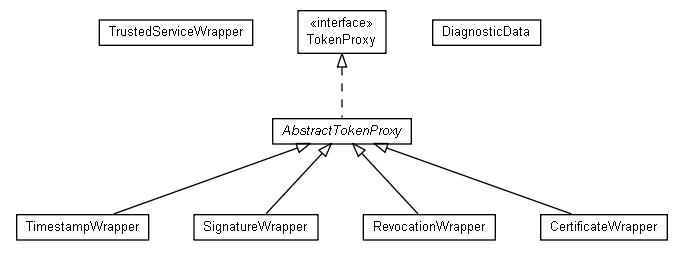 TrustedServiceWrapper
«interface»
TokenProxy
DiagnosticData
AbstractTokenProxy
TimestampWrapper
SignatureWrapper
RevocationWrapper
CertificateWrapper